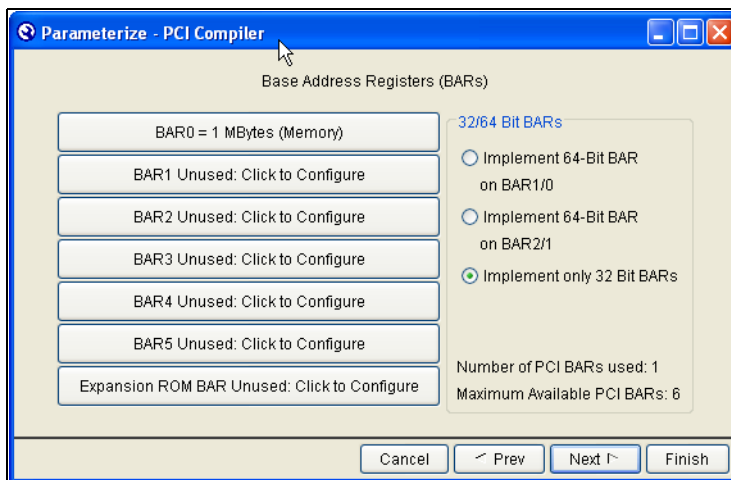 Parameterize - PCI Compiler
Base Address Registers (BARs)
BAR0 = 1 MBytes (Memory)
BAR1 Unused: Click to Configure
BAR2 Unused: Click to Configure
BAR3 Unused: Click to Configure
BAR4 Unused: Click to Configure
BAR5 Unused: Click to Configure
Expansion ROM BAR Unused: Click to Configure
32/64 Bit BARs
Implement 64-Bit BAR
on BAR1/0
Implement 64-Bit BAR
on BAR2/1
Implement only 32 Bit BARs
Number of PCI BARs used: 1
Maximum Available PCI BARs: 6
Cancel
Prev
Next
Finish